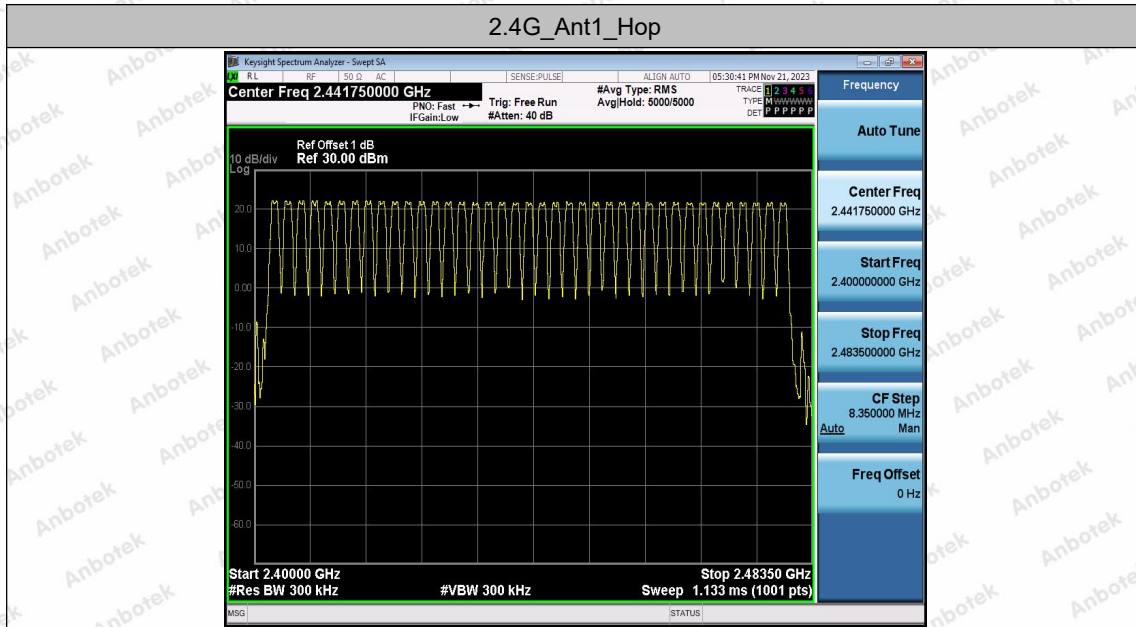 2.4G_Ant1_Hop
Keysight Spectrum Analyzer - Swept SA
LXI RL RF 50 Ω AC SENSE:PULSE ALIGN AUTO 05:30:41 PM Nov 21, 2023
Center Freq 2.441750000 GHz
PNO: Fast
IFGain:Low
Trig: Free Run
#Atten: 40 dB
#Avg Type: RMS
Avg|Hold: 5000/5000
TRACE 1 2 3 4 5 6
TYPE M WWWWW
DET P P P P P P
Ref Offset 1 dB
10 dB/div Ref 30.00 dBm
Log
20.0
10.0
0.00
-10.0
-20.0
-30.0
-40.0
-50.0
-60.0
Start 2.40000 GHz Stop 2.48350 GHz
#Res BW 300 kHz #VBW 300 kHz Sweep 1.133 ms (1001 pts)
MSG STATUS
Frequency
Auto Tune
Center Freq
2.441750000 GHz
Start Freq
2.400000000 GHz
Stop Freq
2.483500000 GHz
CF Step
8.350000 MHz
Auto Man
Freq Offset
0 Hz
Anbotek